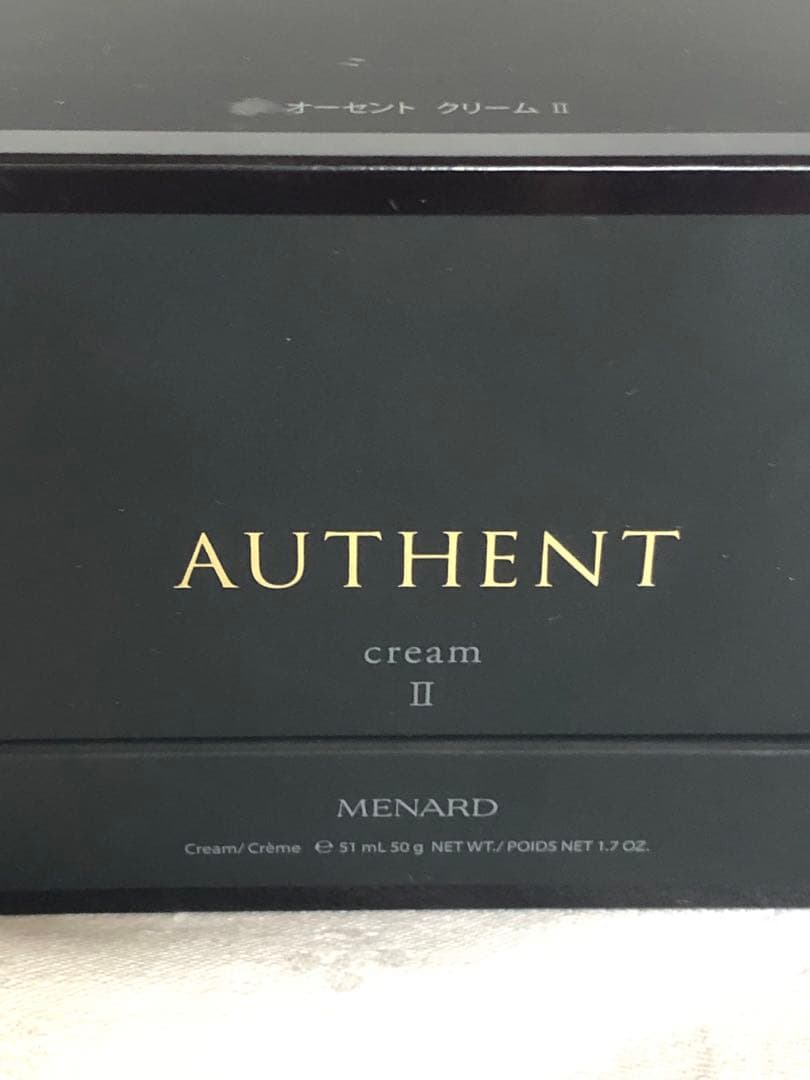 オーセント クリーム Ⅱ
AUTHENT
cream
Ⅱ
MENARD
Cream/Crème ℮ 51 mL 50 g NET WT./POIDS NET 1.7 OZ.